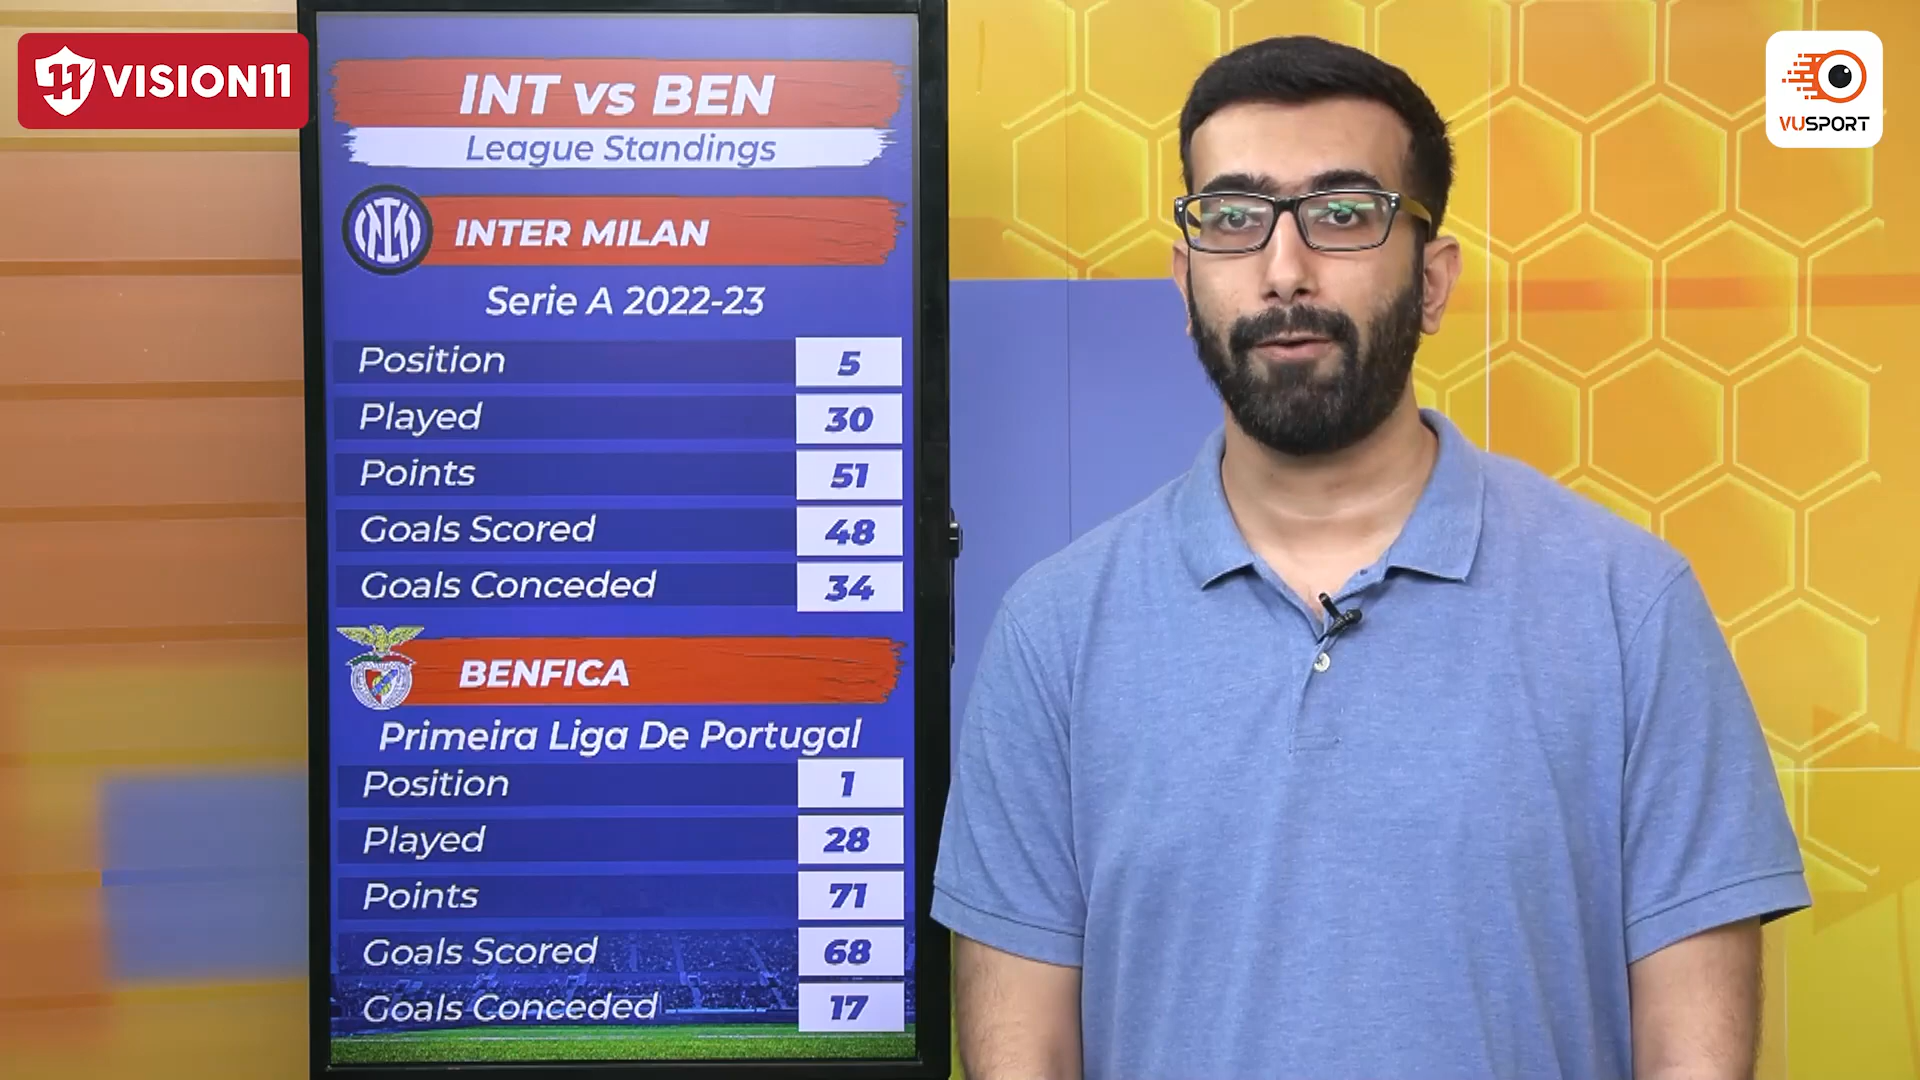 11 VISION11
VUSPORT
INT vs BEN
League Standings
INTER MILAN
Serie A 2022-23
Position 5
Played 30
Points 51
Goals Scored 48
Goals Conceded 34
BENFICA
Primeira Liga De Portugal
Position 1
Played 28
Points 71
Goals Scored 68
Goals Conceded 17